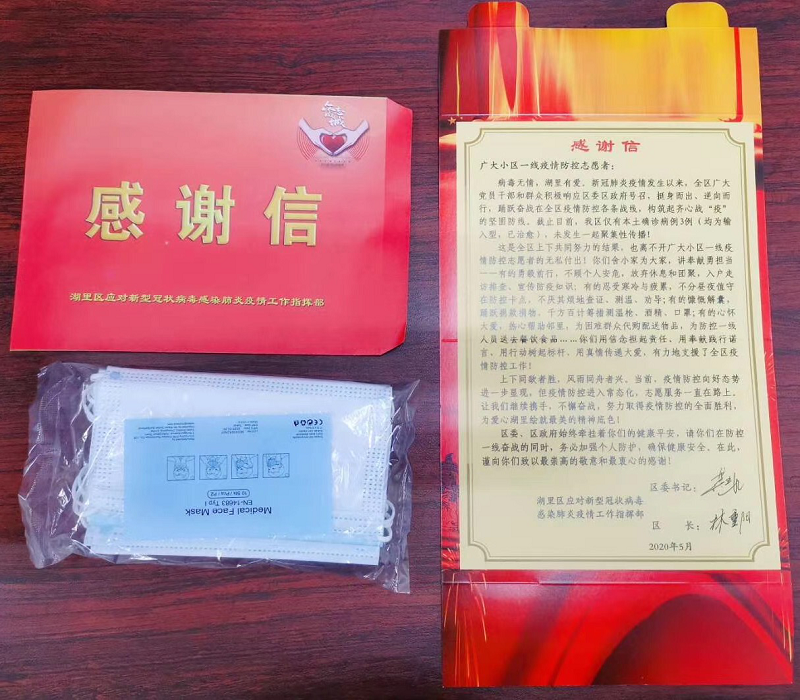 感谢信
湖里区应对新型冠状病毒感染肺炎疫情工作指挥部
Medical Face Mask
EN-14683 Typ I
10 Stk / Pcs / Pz
感谢信
广大小区一线疫情防控志愿者：
病毒无情，湖里有爱。新冠肺炎疫情发生以来，全区广大
党员干部和群众积极响应区委区政府号召，挺身而出、逆向而
行，踊跃奋战在全区疫情防控各条战线，构筑起齐心战“疫”
的坚固防线。截止目前，我区仅有本土确诊病例3例（均为输
入型，已治愈），未发生一起聚集性传播！
这是全区上下共同努力的结果，也离不开广大小区一线疫
情防控志愿者的无私付出！你们舍小家为大家，讲奉献勇担当
——有的勇毅前行，不顾个人安危，放弃休息和团聚，入户走
访排查、宣传防疫知识；有的忍受寒冷与疲累，不分昼夜值守
在防控卡点，不厌其烦地查证、测温、劝导；有的慷慨解囊，
踊跃捐款捐物，千方百计筹措测温枪、酒精、口罩；有的心怀
大爱，热心帮助邻里，为困难群众代购配送物品，为防控一线
人员送去餐饮食品……你们用信念担起责任、用奉献践行诺
言、用行动树起标杆、用真情传递大爱，有力地支援了全区疫
情防控工作！
上下同欲者胜，风雨同舟者兴。当前，疫情防控向好态势
进一步显现，但疫情防控进入常态化，志愿服务一直在路上。
让我们继续携手，不懈奋战，努力取得疫情防控的全面胜利，
为爱心湖里绘就最美的精神底色！
区委、区政府始终牵挂着你们的健康平安，请你们在防控
一线奋战的同时，务必加强个人防护，确保健康安全。在此，
谨向你们致以最崇高的敬意和最衷心的感谢！
区委书记：
湖里区应对新型冠状病毒
感染肺炎疫情工作指挥部
区 长：林重阳
2020年5月